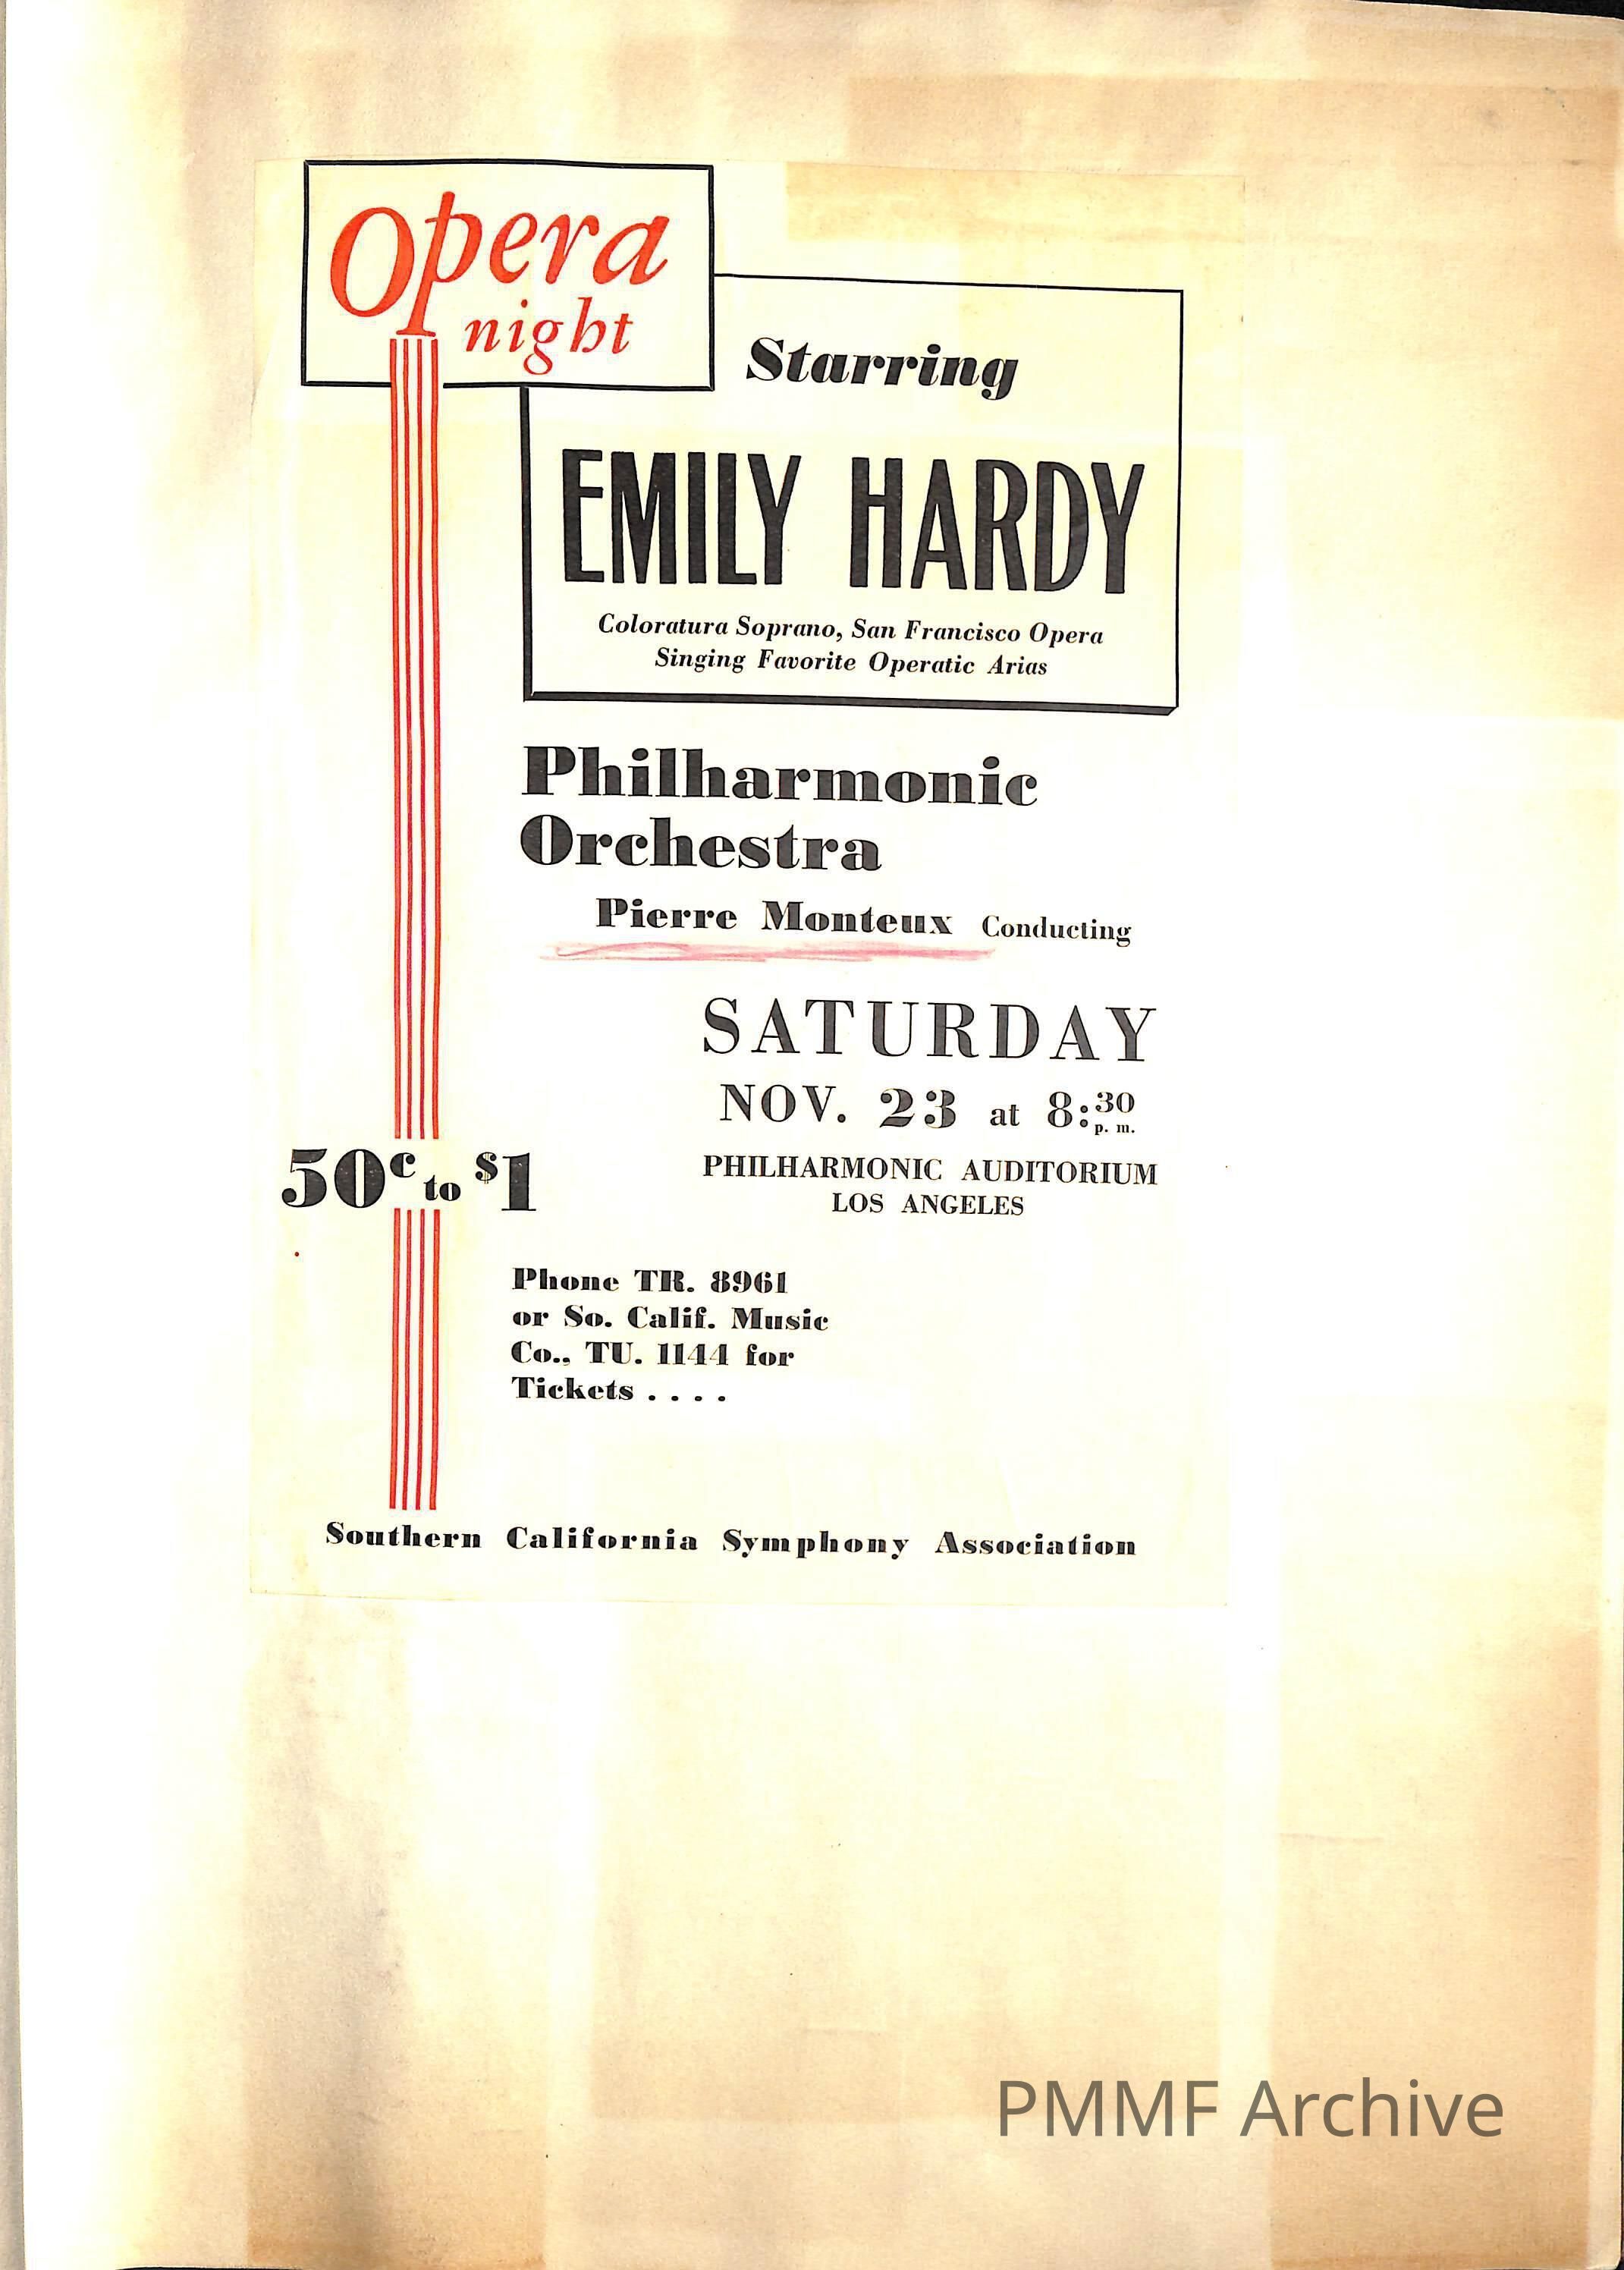 Opera
night
Starring
EMILY HARDY
Coloratura Soprano, San Francisco Opera
Singing Favorite Operatic Arias
Philharmonic
Orchestra
Pierre Monteux Conducting
SATURDAY
NOV. 23 at 8:30 p. m.
50c to $1
PHILHARMONIC AUDITORIUM
LOS ANGELES
Phone TR. 8961
or So. Calif. Music
Co., TU. 1144 for
Tickets . . . .
Southern California Symphony Association
PMMF Archive